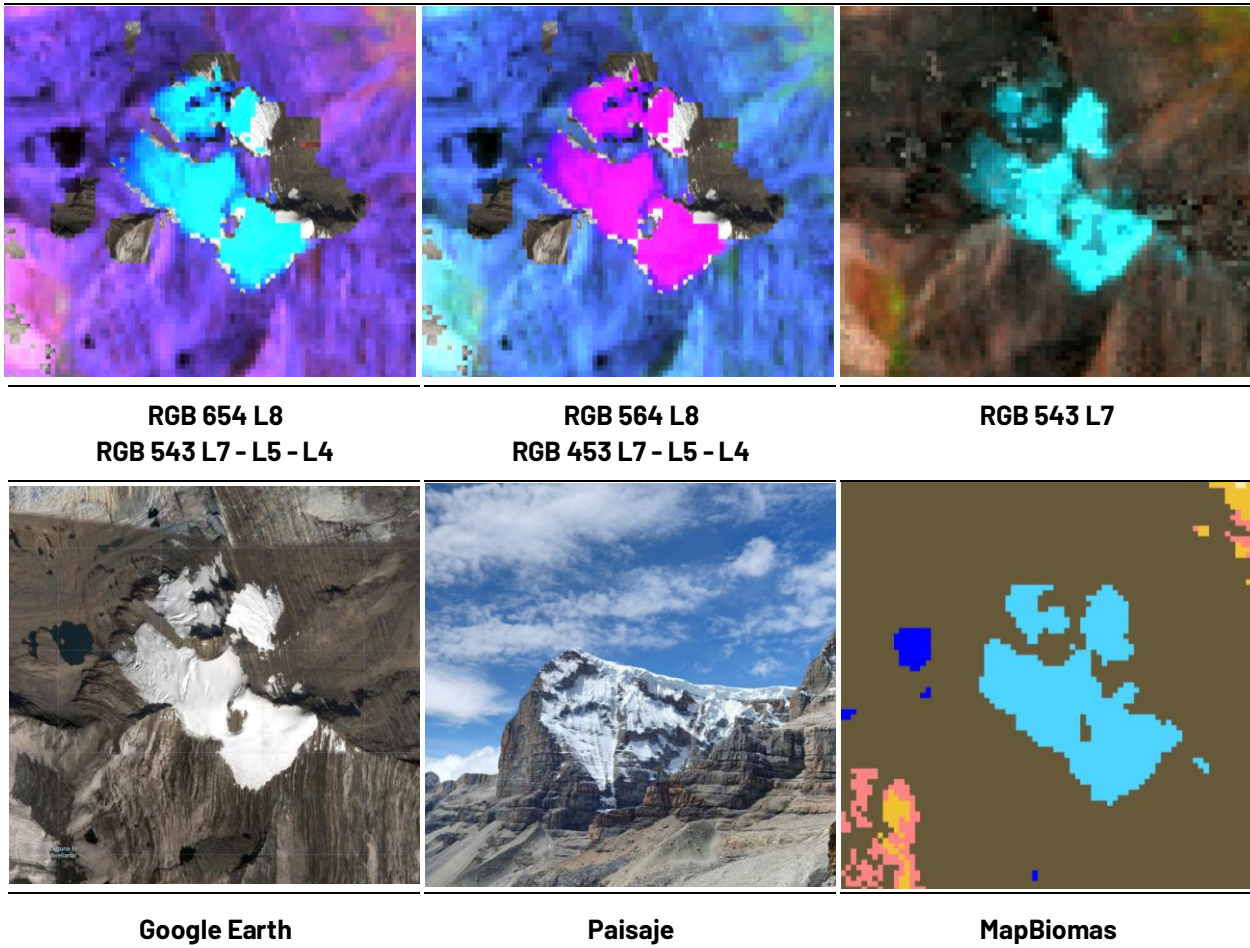 RGB 654 L8
RGB 543 L7 - L5 - L4
RGB 564 L8
RGB 453 L7 - L5 - L4
RGB 543 L7
Google Earth
Paisaje
MapBiomas